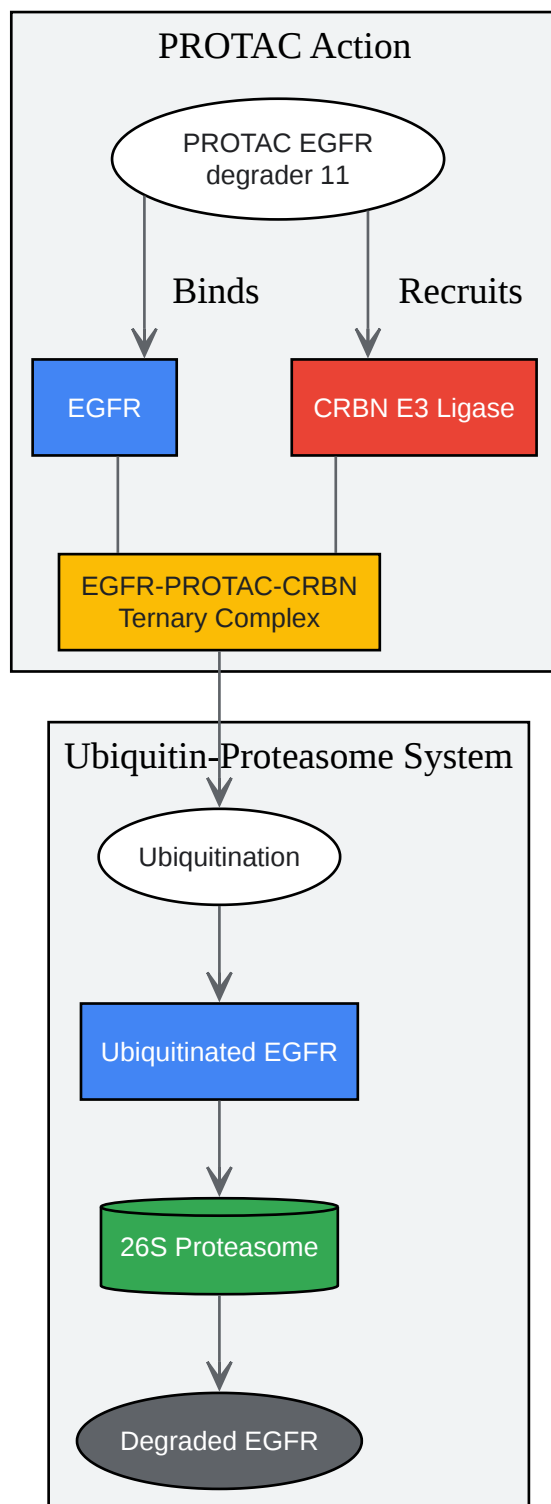 PROTAC Action
PROTAC EGFR
degrader 11
Binds
Recruits
EGFR
CRBN E3 Ligase
EGFR-PROTAC-CRBN
Ternary Complex
Ubiquitin-Proteasome System
Ubiquitination
Ubiquitinated EGFR
26S Proteasome
Degraded EGFR